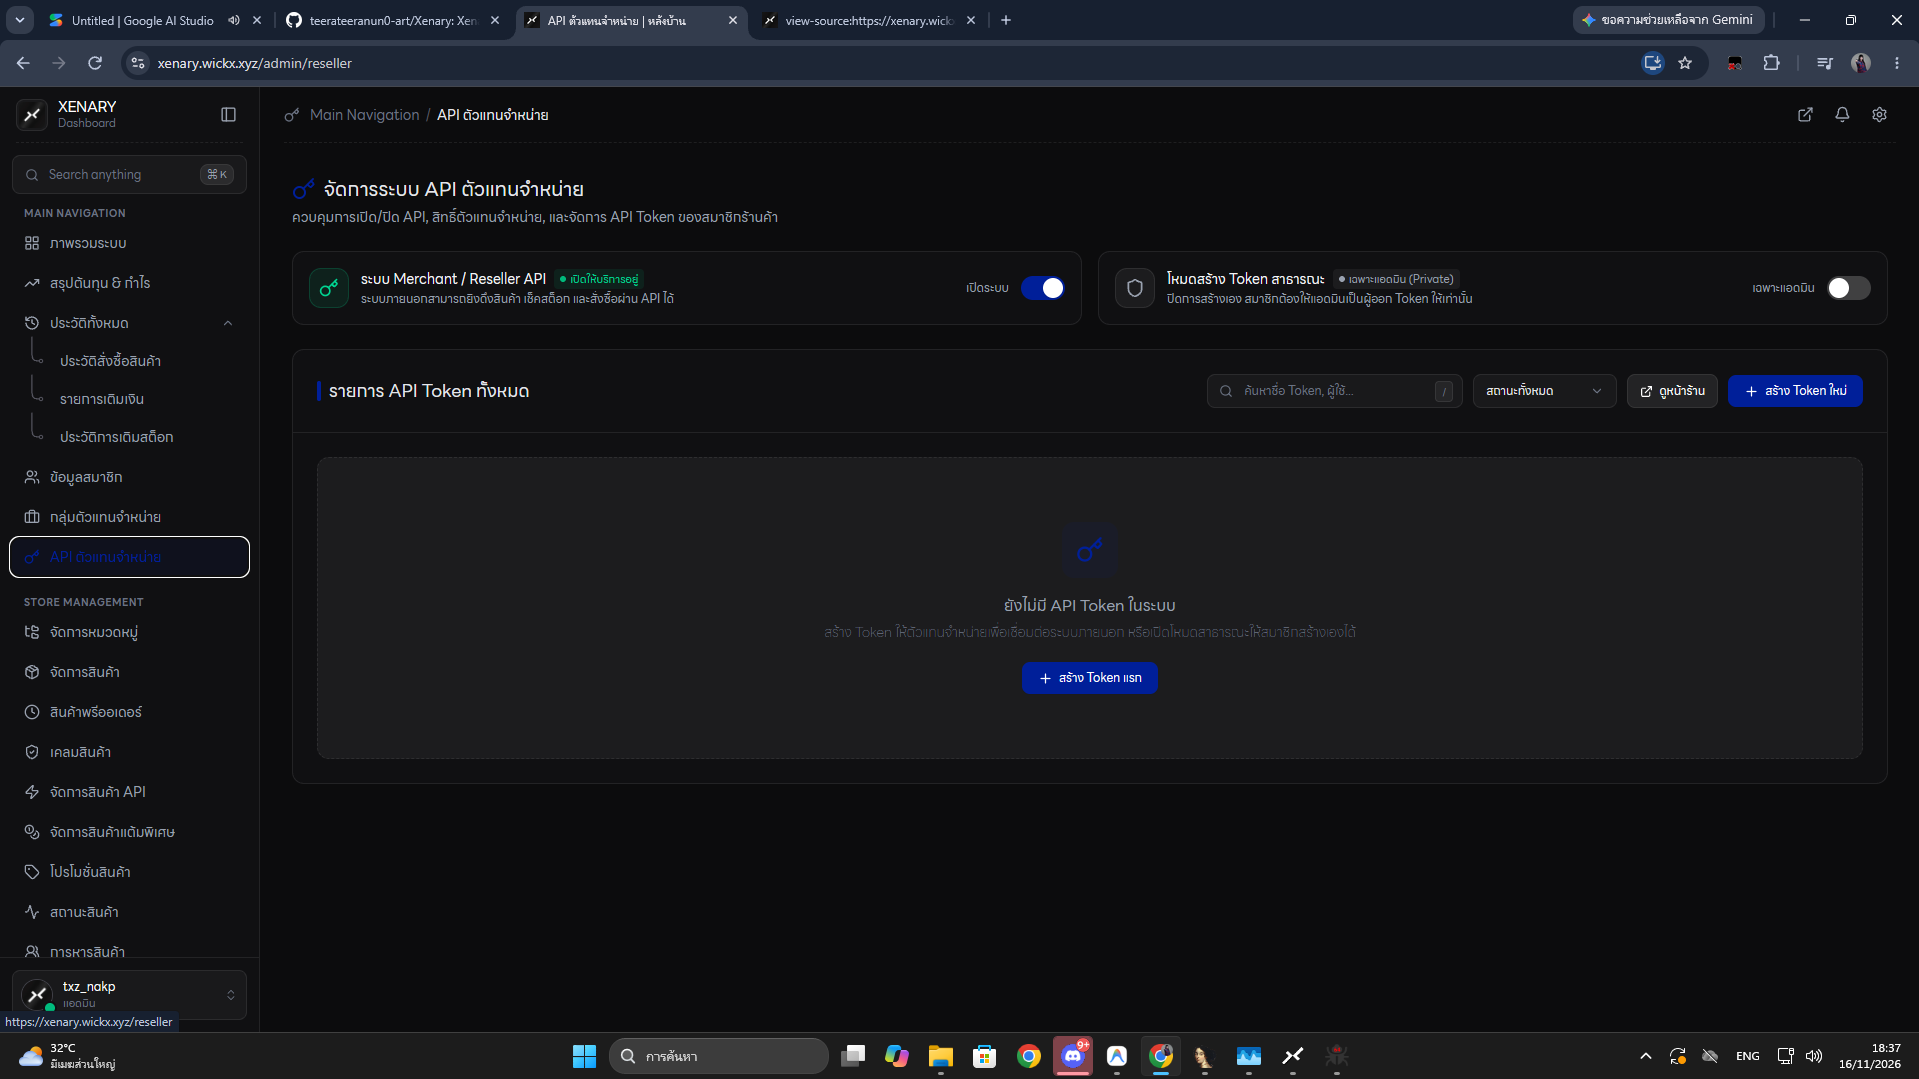 Untitled | Google AI Studio
teerateeranun0-art/Xenary: Xen
API ตัวแทนจำหน่าย | หลังบ้าน
view-source:https://xenary.wick
ขอความช่วยเหลือจาก Gemini
xenary.wickx.xyz/admin/reseller
XENARY
Dashboard
Main Navigation / API ตัวแทนจำหน่าย
Search anything
⌘K
MAIN NAVIGATION
ภาพรวมระบบ
สรุปต้นทุน & กำไร
ประวัติทั้งหมด
ประวัติสั่งซื้อสินค้า
รายการเติมเงิน
ประวัติการเติมสต็อก
ข้อมูลสมาชิก
กลุ่มตัวแทนจำหน่าย
API ตัวแทนจำหน่าย
STORE MANAGEMENT
จัดการหมวดหมู่
จัดการสินค้า
สินค้าพรีออเดอร์
เคลมสินค้า
จัดการสินค้า API
จัดการสินค้าแต้มพิเศษ
โปรโมชั่นสินค้า
สถานะสินค้า
การหารสินค้า
txz_nakp
แอดมิน
https://xenary.wickx.xyz/reseller
จัดการระบบ API ตัวแทนจำหน่าย
ควบคุมการเปิด/ปิด API, สิทธิ์ตัวแทนจำหน่าย, และจัดการ API Token ของสมาชิกร้านค้า
ระบบ Merchant / Reseller API
เปิดให้บริการอยู่
ระบบภายนอกสามารถยิงดึงสินค้า เช็คสต็อก และสั่งซื้อผ่าน API ได้
เปิดระบบ
โหมดสร้าง Token สาธารณะ
เฉพาะแอดมิน (Private)
ปิดการสร้างเอง สมาชิกต้องให้แอดมินเป็นผู้ออก Token ให้เท่านั้น
เฉพาะแอดมิน
รายการ API Token ทั้งหมด
ค้นหาชื่อ Token, ผู้ใช้...
/
สถานะทั้งหมด
ดูหน้าร้าน
สร้าง Token ใหม่
ยังไม่มี API Token ในระบบ
สร้าง Token ให้ตัวแทนจำหน่ายเพื่อเชื่อมต่อระบบภายนอก หรือเปิดโหมดสาธารณะให้สมาชิกสร้างเองได้
สร้าง Token แรก
32°C
มีเมฆส่วนใหญ่
การค้นหา
9+
ENG
18:37
16/11/2026